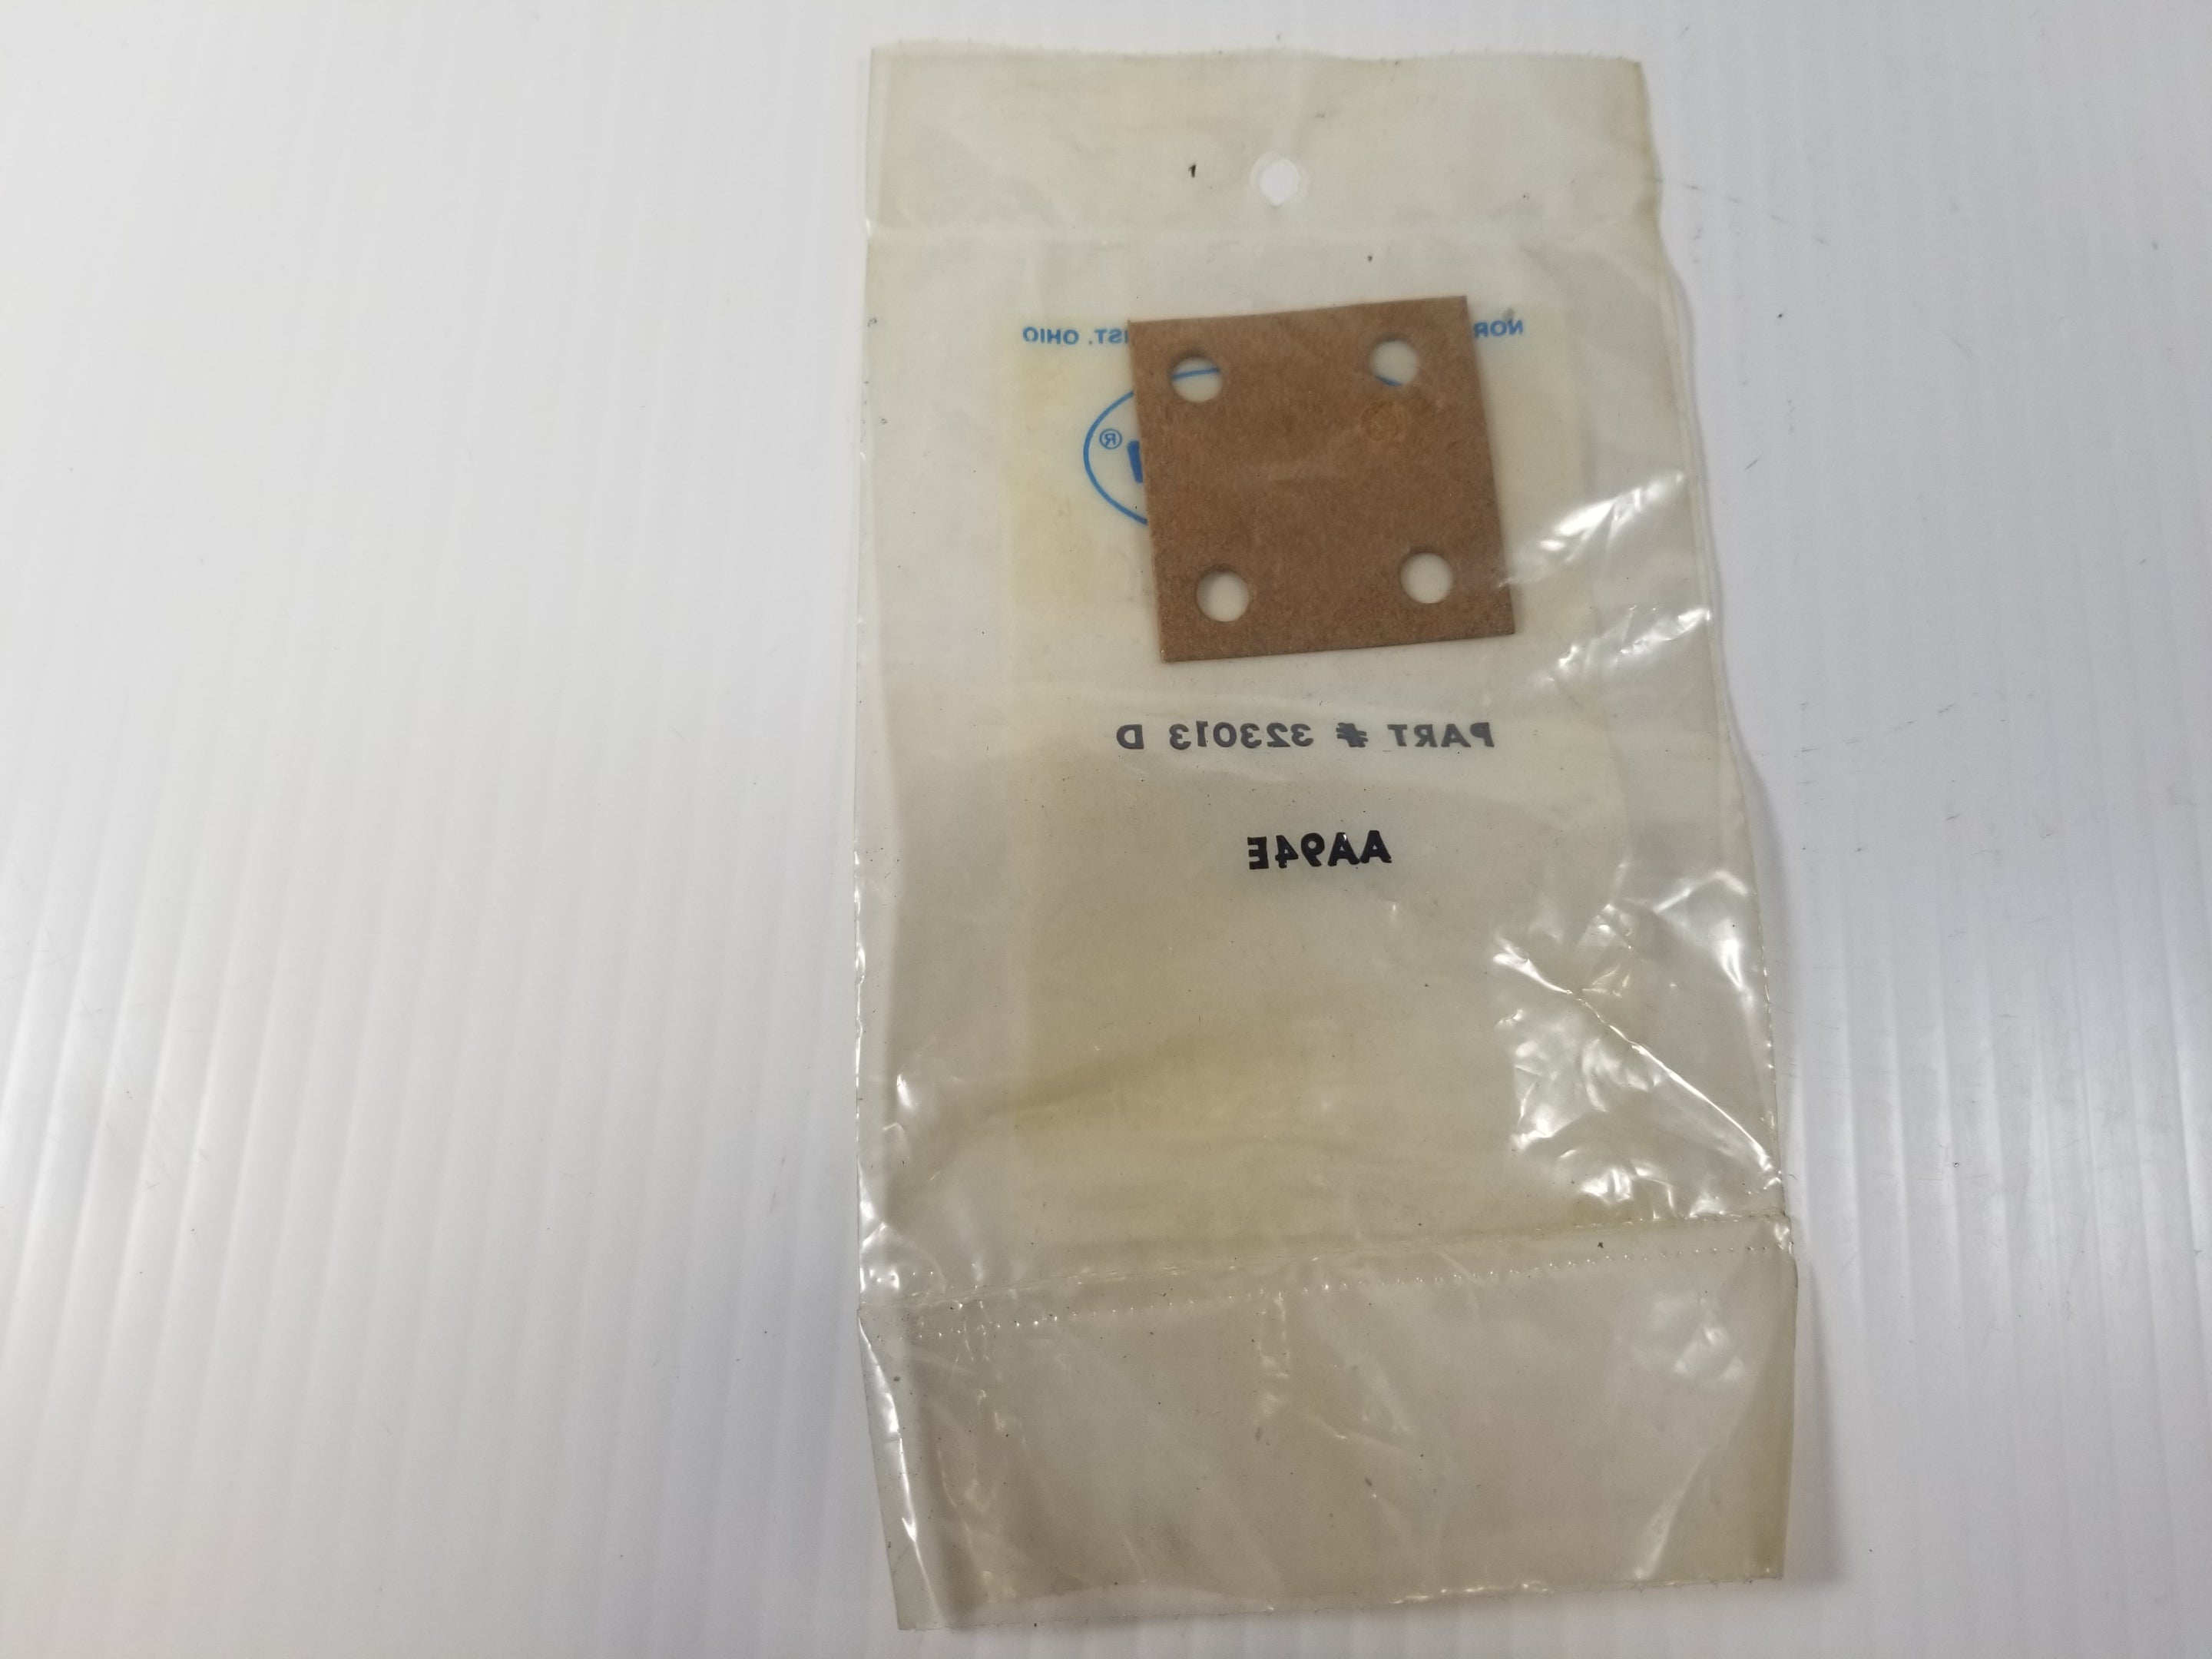 NOR IST. OHIO
®
PART # 323013 D
AA94E